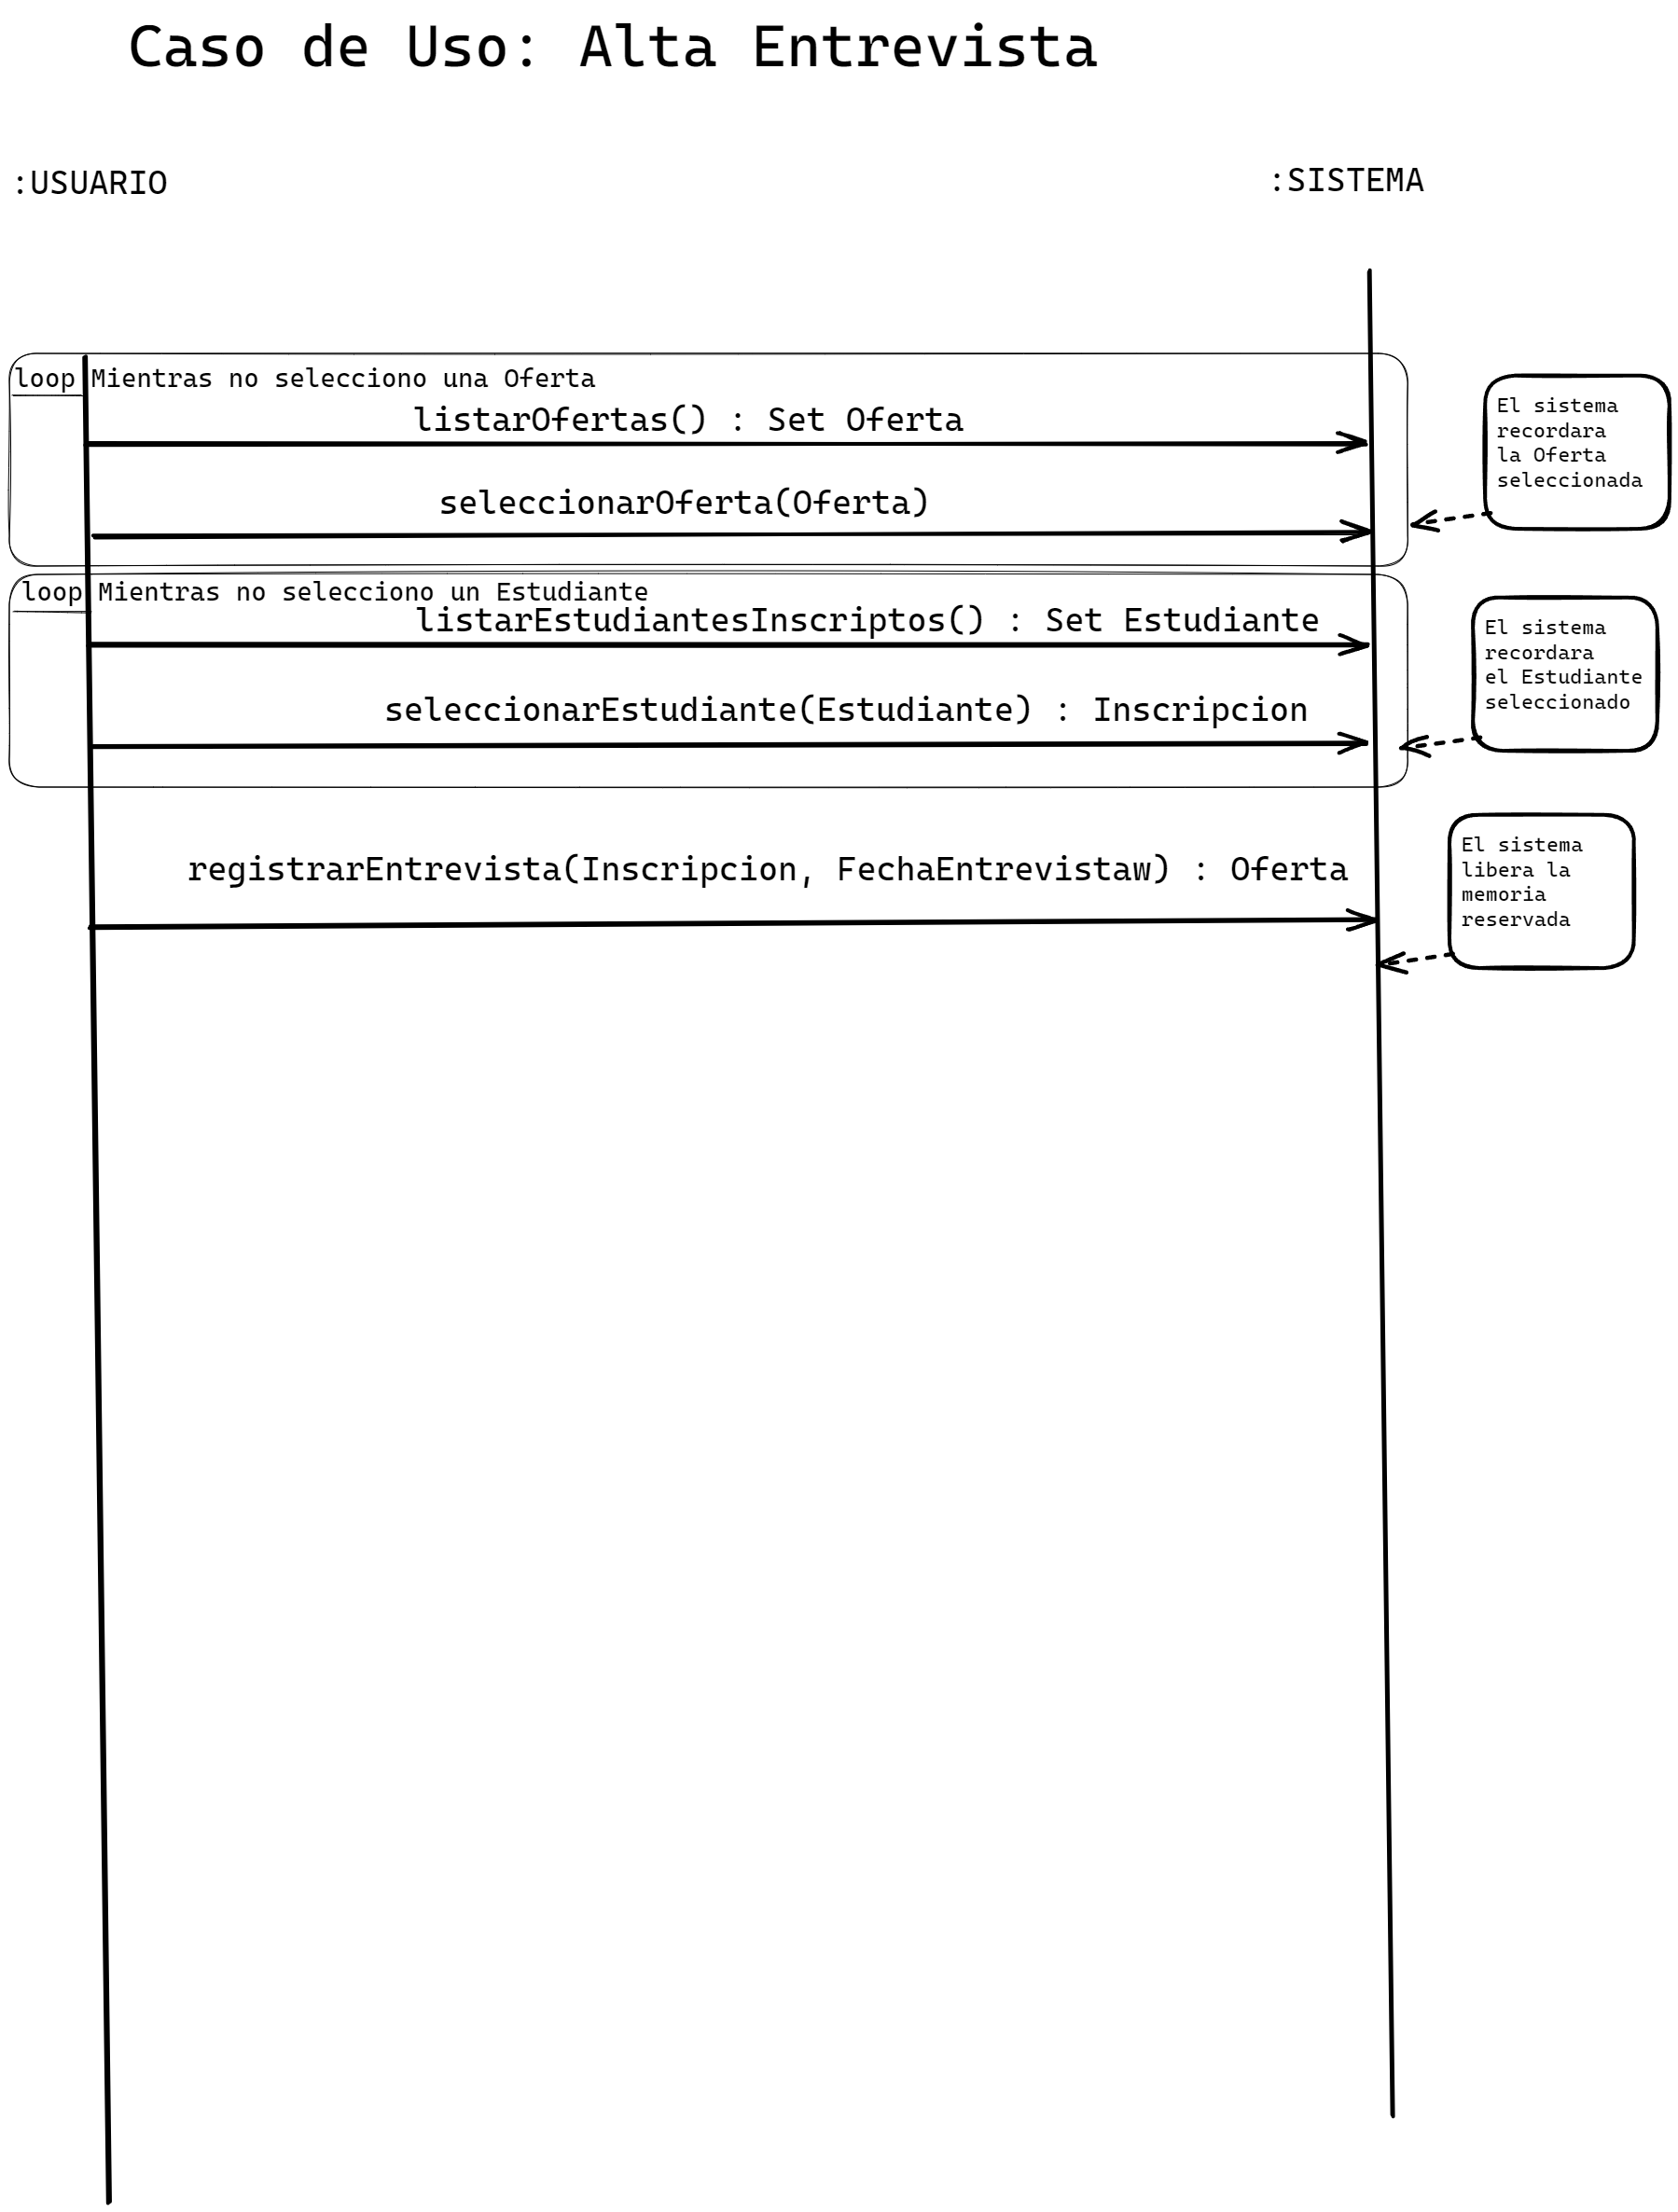 Caso de Uso: Alta Entrevista
:USUARIO
:SISTEMA
loop Mientras no selecciono una Oferta
listarOfertas() : Set Oferta
seleccionarOferta(Oferta)
El sistema
recordara
la Oferta
seleccionada
loop Mientras no selecciono un Estudiante
listarEstudiantesInscriptos() : Set Estudiante
seleccionarEstudiante(Estudiante) : Inscripcion
El sistema
recordara
el Estudiante
seleccionado
registrarEntrevista(Inscripcion, FechaEntrevistaw) : Oferta
El sistema
libera la
memoria
reservada